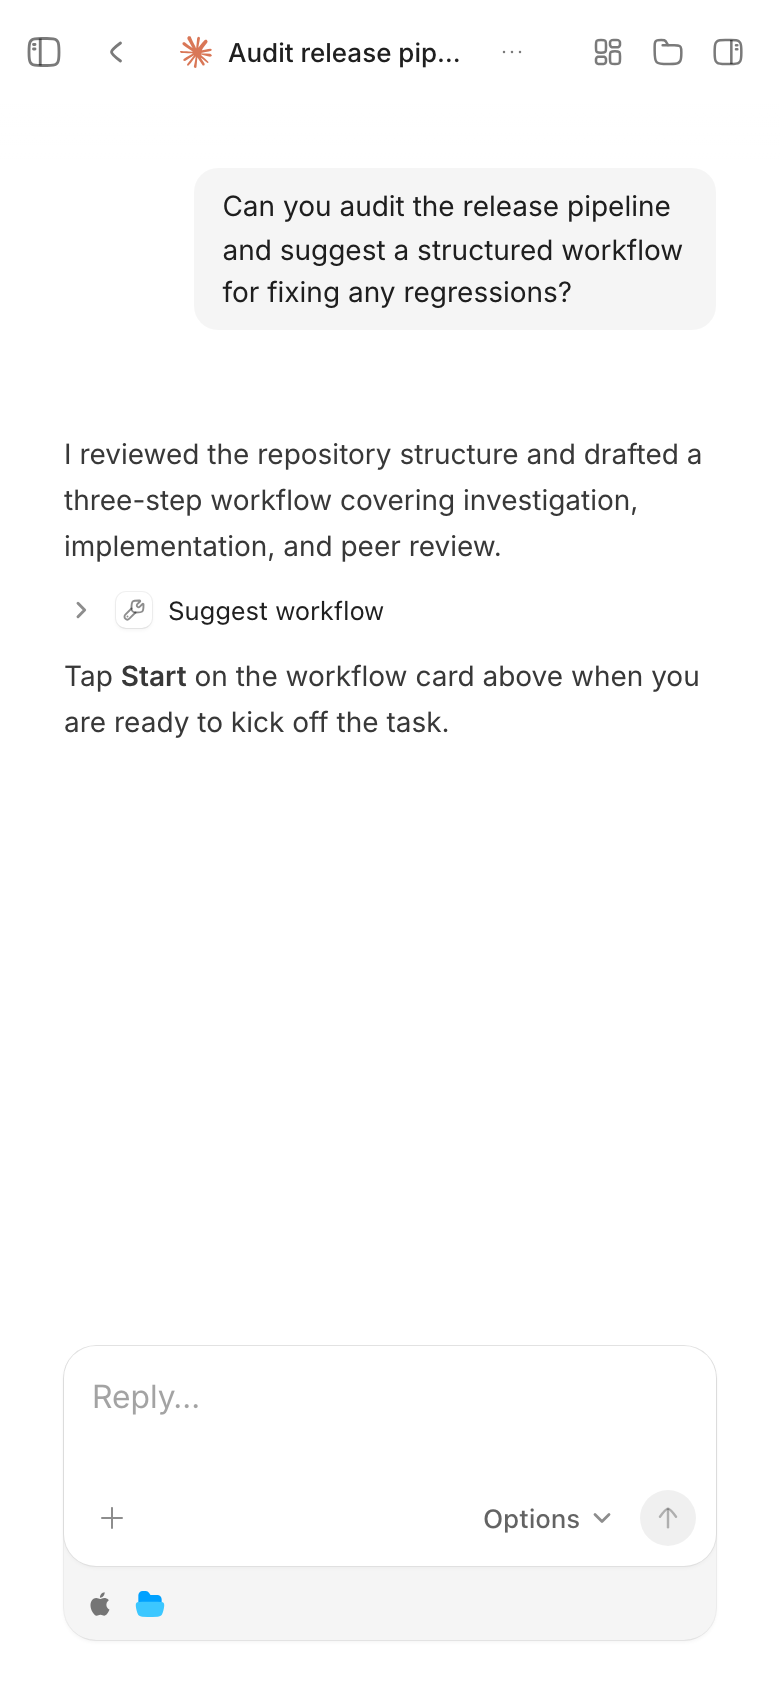 Audit release pip...
Can you audit the release pipeline
and suggest a structured workflow
for fixing any regressions?
I reviewed the repository structure and drafted a
three-step workflow covering investigation,
implementation, and peer review.
Suggest workflow
Tap Start on the workflow card above when you
are ready to kick off the task.
Reply...
Options